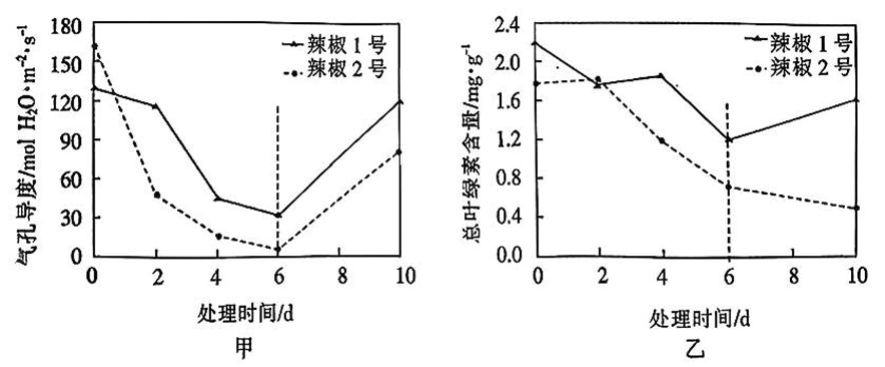 气孔导度/mol H₂O·m⁻²·s⁻¹
180
150
120
90
60
30
0
0 2 4 6 8 10
辣椒1号
辣椒2号
处理时间/d
甲
总叶绿素含量/mg·g⁻¹
2.4
2.0
1.6
1.2
0.8
0.4
0.0
0 2 4 6 8 10
辣椒1号
辣椒2号
处理时间/d
乙